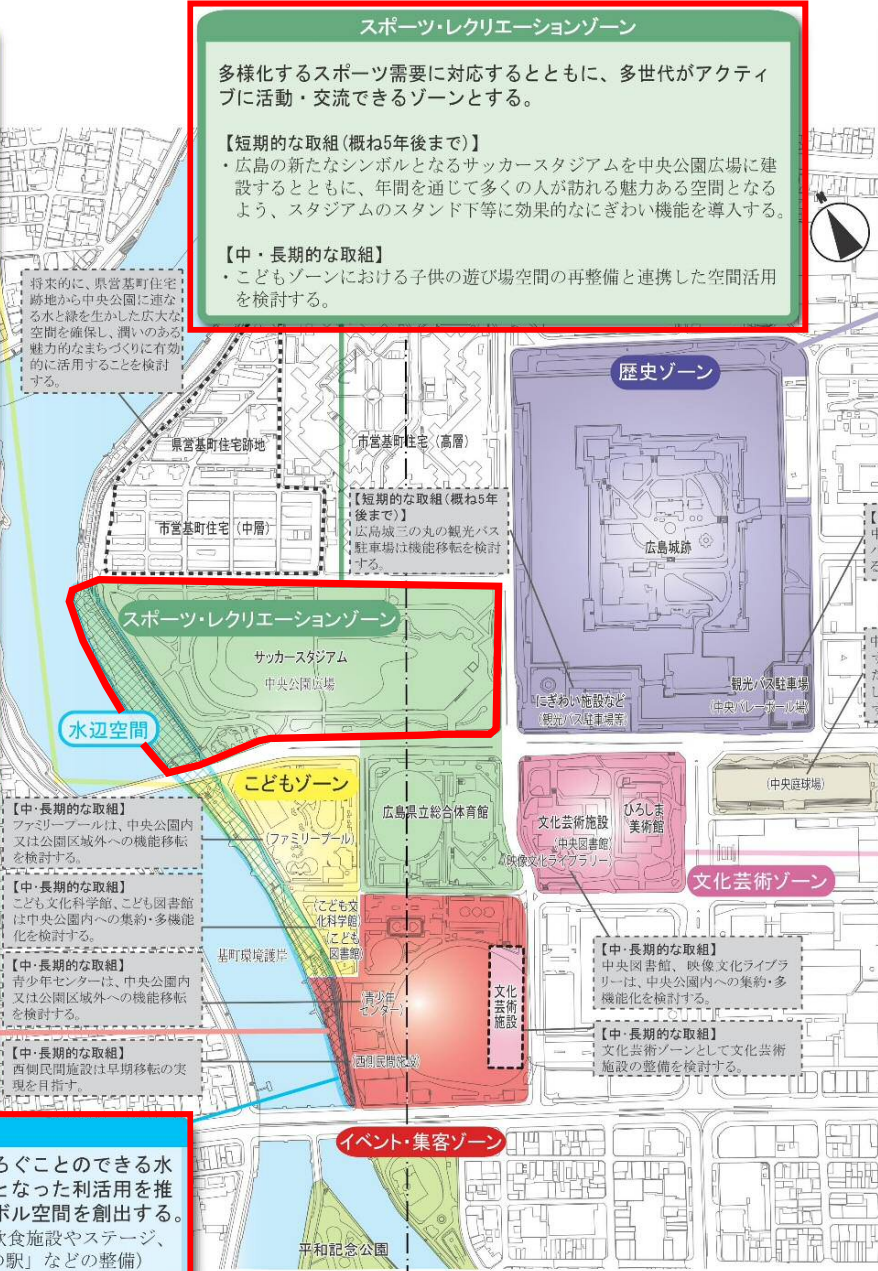 スポーツ・レクリエーションゾーン
多様化するスポーツ需要に対応するとともに、多世代がアクティ
ブに活動・交流できるゾーンとする。
【短期的な取組(概ね5年後まで)】
・広島の新たなシンボルとなるサッカースタジアムを中央公園広場に建
設するとともに、年間を通じて多くの人が訪れる魅力ある空間となる
よう、スタジアムのスタンド下等に効果的なにぎわい機能を導入する。
【中・長期的な取組】
・こどもゾーンにおける子供の遊び場空間の再整備と連携した空間活用
を検討する。
N
将来的に、県営基町住宅
跡地から中央公園に連な
る水と緑を生かした広大な
空間を確保し、潤いのある
魅力的なまちづくりに有効
的に活用することを検討
する。
歴史ゾーン
県営基町住宅跡地
市営基町住宅（高層）
市営基町住宅（中層）
【短期的な取組(概ね5年
後まで)】
広島城三の丸の観光バス
駐車場は機能移転を検討
する。
広島城跡
スポーツ・レクリエーションゾーン
サッカースタジアム
中央公園広場
にぎわい施設など
(観光バス駐車場等)
観光バス駐車場
(中央バレーボール場)
水辺空間
こどもゾーン
(ファミリープール)
広島県立総合体育館
文化芸術施設
(中央図書館)
(映像文化ライブラリー)
ひろしま
美術館
(中央庭球場)
文化芸術ゾーン
【中・長期的な取組】
ファミリープールは、中央公園内
又は公園区域外への機能移転
を検討する。
【中・長期的な取組】
こども文化科学館、こども図書館
は中央公園内への集約・多機能
化を検討する。
(こども文
化科学館)
(こども
図書館)
基町環境護岸
【中・長期的な取組】
青少年センターは、中央公園内
又は公園区域外への機能移転
を検討する。
(青少年
センター)
文化
芸術
施設
【中・長期的な取組】
中央図書館、映像文化ライブラ
リーは、中央公園内への集約・多
機能化を検討する。
【中・長期的な取組】
西側民間施設は早期移転の実
現を目指す。
(西側民間施設)
【中・長期的な取組】
文化芸術ゾーンとして文化芸術
施設の整備を検討する。
イベント・集客ゾーン
ろぐことのできる水
となった利活用を推
ボル空間を創出する。
飲食施設やステージ、
の駅」などの整備）
平和記念公園